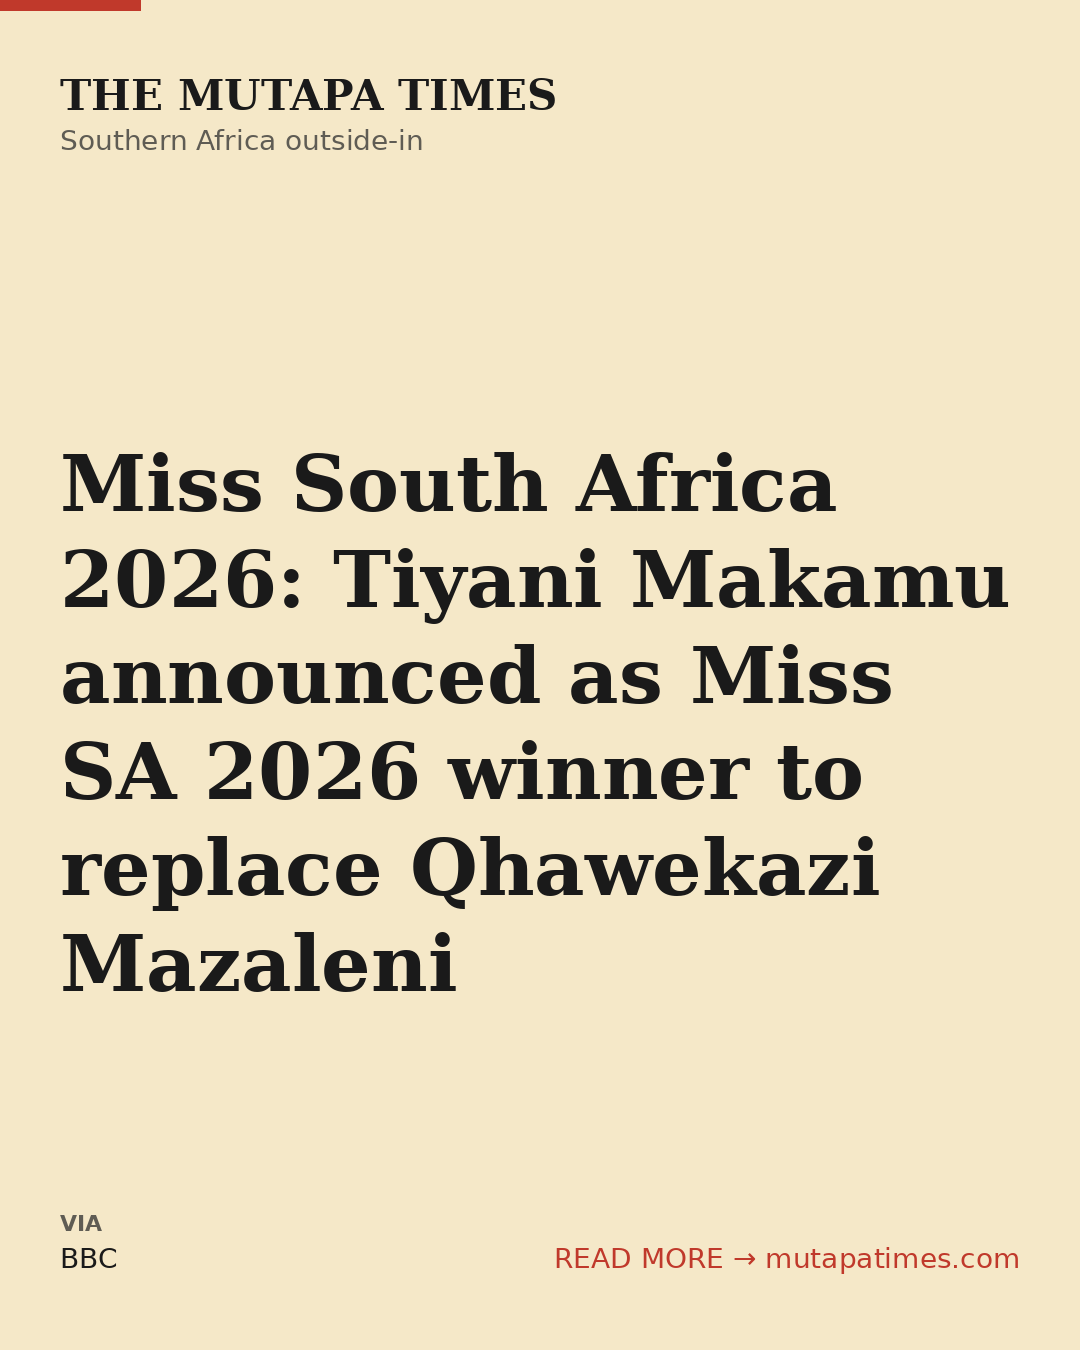 THE MUTAPA TIMES
Southern Africa outside-in
Miss South Africa
2026: Tiyani Makamu
announced as Miss
SA 2026 winner to
replace Qhawekazi
Mazaleni
VIA
BBC
READ MORE → mutapatimes.com